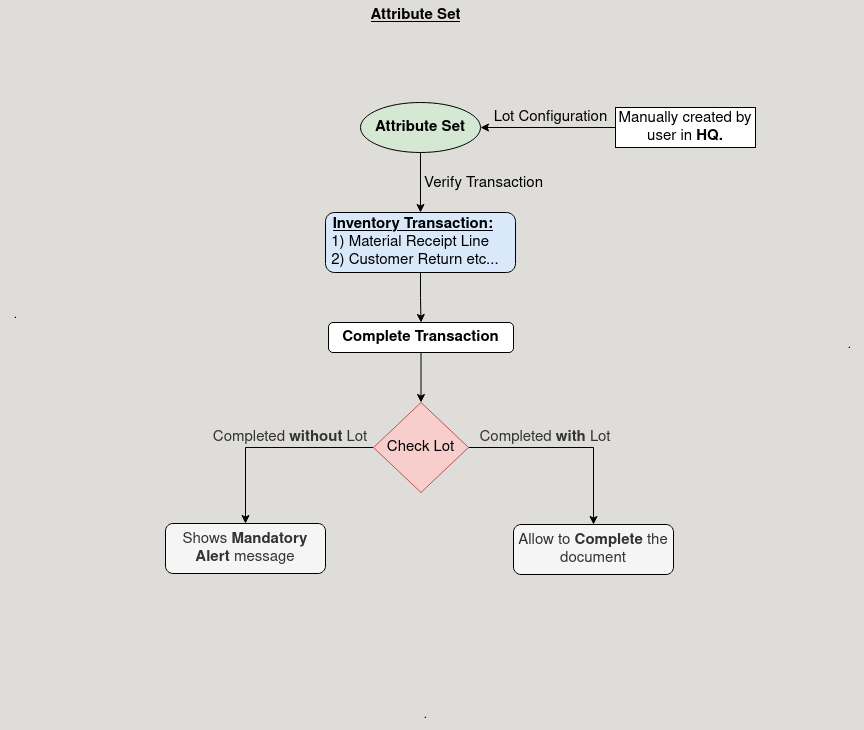 Attribute Set
Lot Configuration
Manually created by
user in HQ.
Attribute Set
Verify Transaction
Inventory Transaction:
1) Material Receipt Line
2) Customer Return etc...
Complete Transaction
Completed without Lot
Completed with Lot
Check Lot
Shows Mandatory
Alert message
Allow to Complete the
document